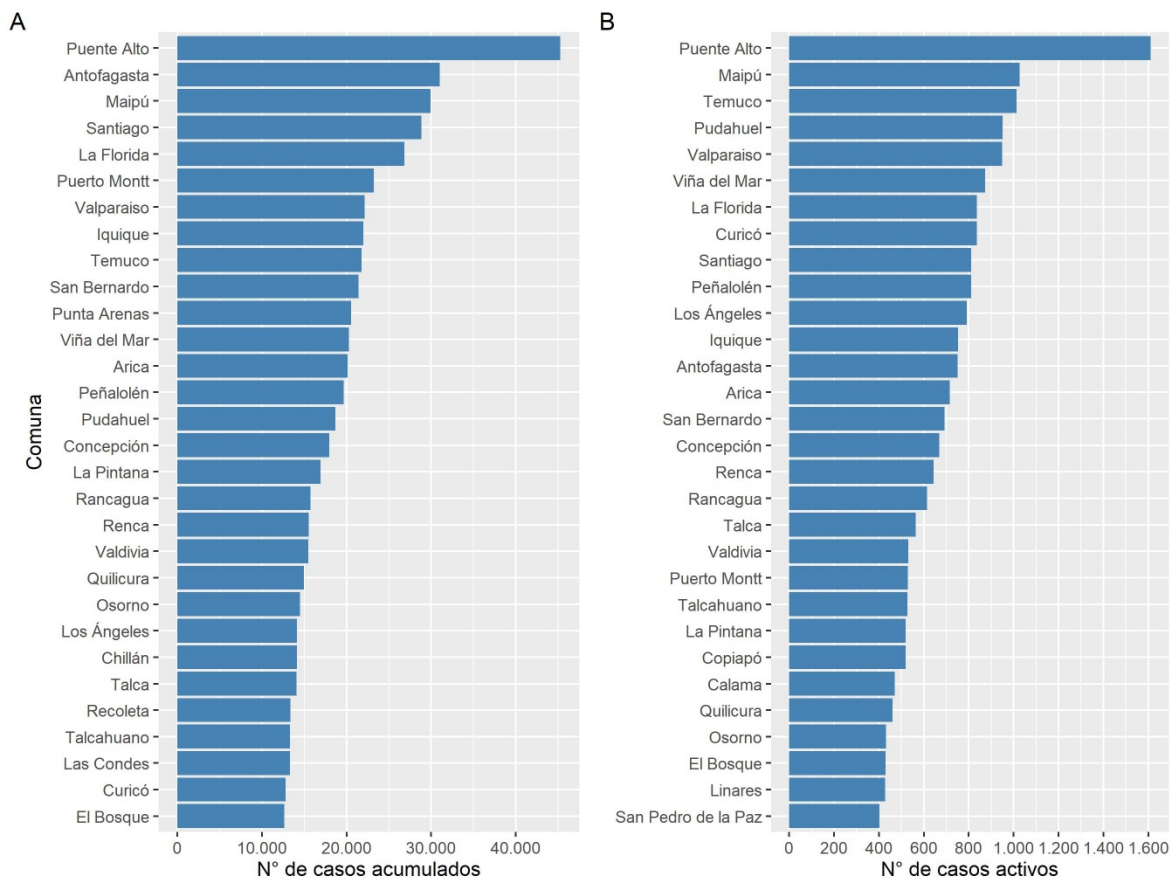 A
Puente Alto
Antofagasta
Maipú
Santiago
La Florida
Puerto Montt
Valparaiso
Iquique
Temuco
San Bernardo
Punta Arenas
Viña del Mar
Arica
Peñalolén
Pudahuel
Concepción
La Pintana
Rancagua
Renca
Valdivia
Quilicura
Osorno
Los Ángeles
Chillán
Talca
Recoleta
Talcahuano
Las Condes
Curicó
El Bosque
Comuna
0 10.000 20.000 30.000 40.000
N° de casos acumulados
B
Puente Alto
Maipú
Temuco
Pudahuel
Valparaiso
Viña del Mar
La Florida
Curicó
Santiago
Peñalolén
Los Ángeles
Iquique
Antofagasta
Arica
San Bernardo
Concepción
Renca
Rancagua
Talca
Valdivia
Puerto Montt
Talcahuano
La Pintana
Copiapó
Calama
Quilicura
Osorno
El Bosque
Linares
San Pedro de la Paz
0 200 400 600 800 1.000 1.200 1.400 1.600
N° de casos activos